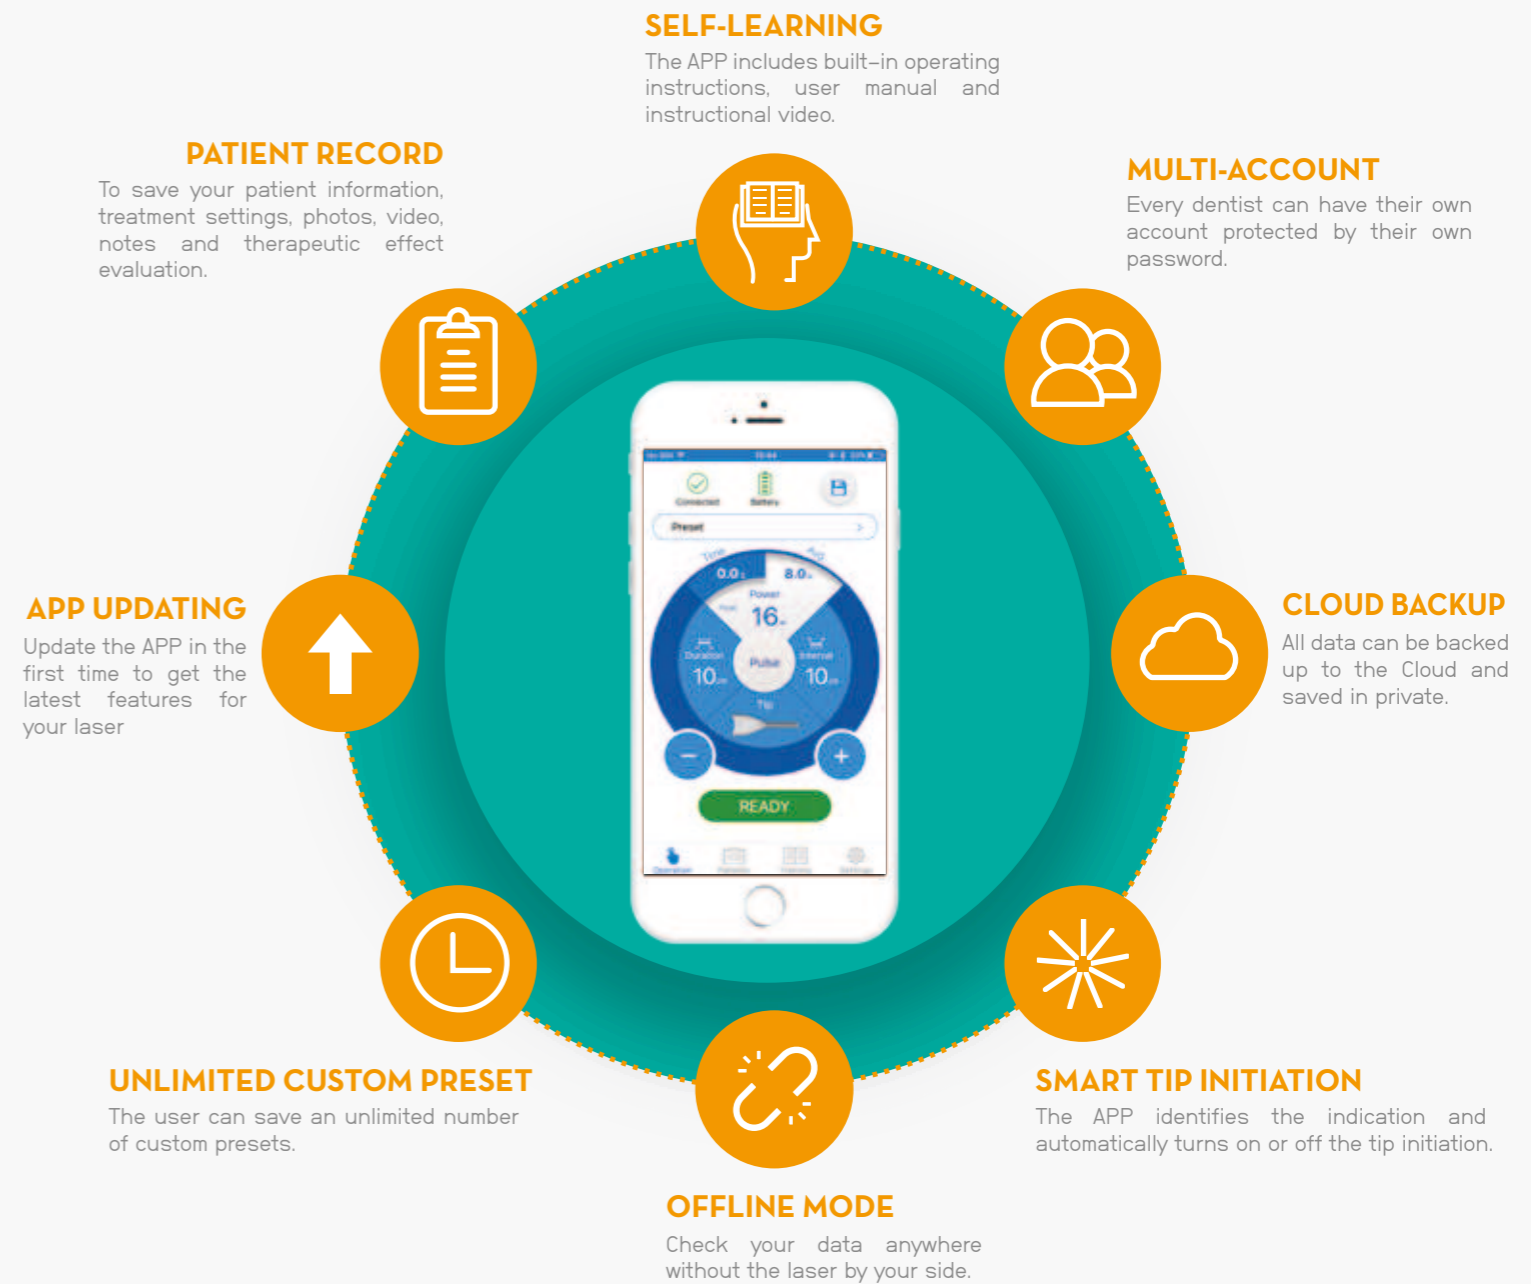 SELF-LEARNING
The APP includes built-in operating
instructions, user manual and
instructional video.
PATIENT RECORD
To save your patient information,
treatment settings, photos, video,
notes and therapeutic effect
evaluation.
MULTI-ACCOUNT
Every dentist can have their own
account protected by their own
password.
Connected
Battery
Preset
Time
Avg
0.0
8.0
Power
Peak
16
Duration
10
Pulse
Interval
10
Tip
−
+
READY
Operation
Patients
Training
Settings
APP UPDATING
Update the APP in the
first time to get the
latest features for
your laser
CLOUD BACKUP
All data can be backed
up to the Cloud and
saved in private.
UNLIMITED CUSTOM PRESET
The user can save an unlimited number
of custom presets.
SMART TIP INITIATION
The APP identifies the indication and
automatically turns on or off the tip initiation.
OFFLINE MODE
Check your data anywhere
without the laser by your side.